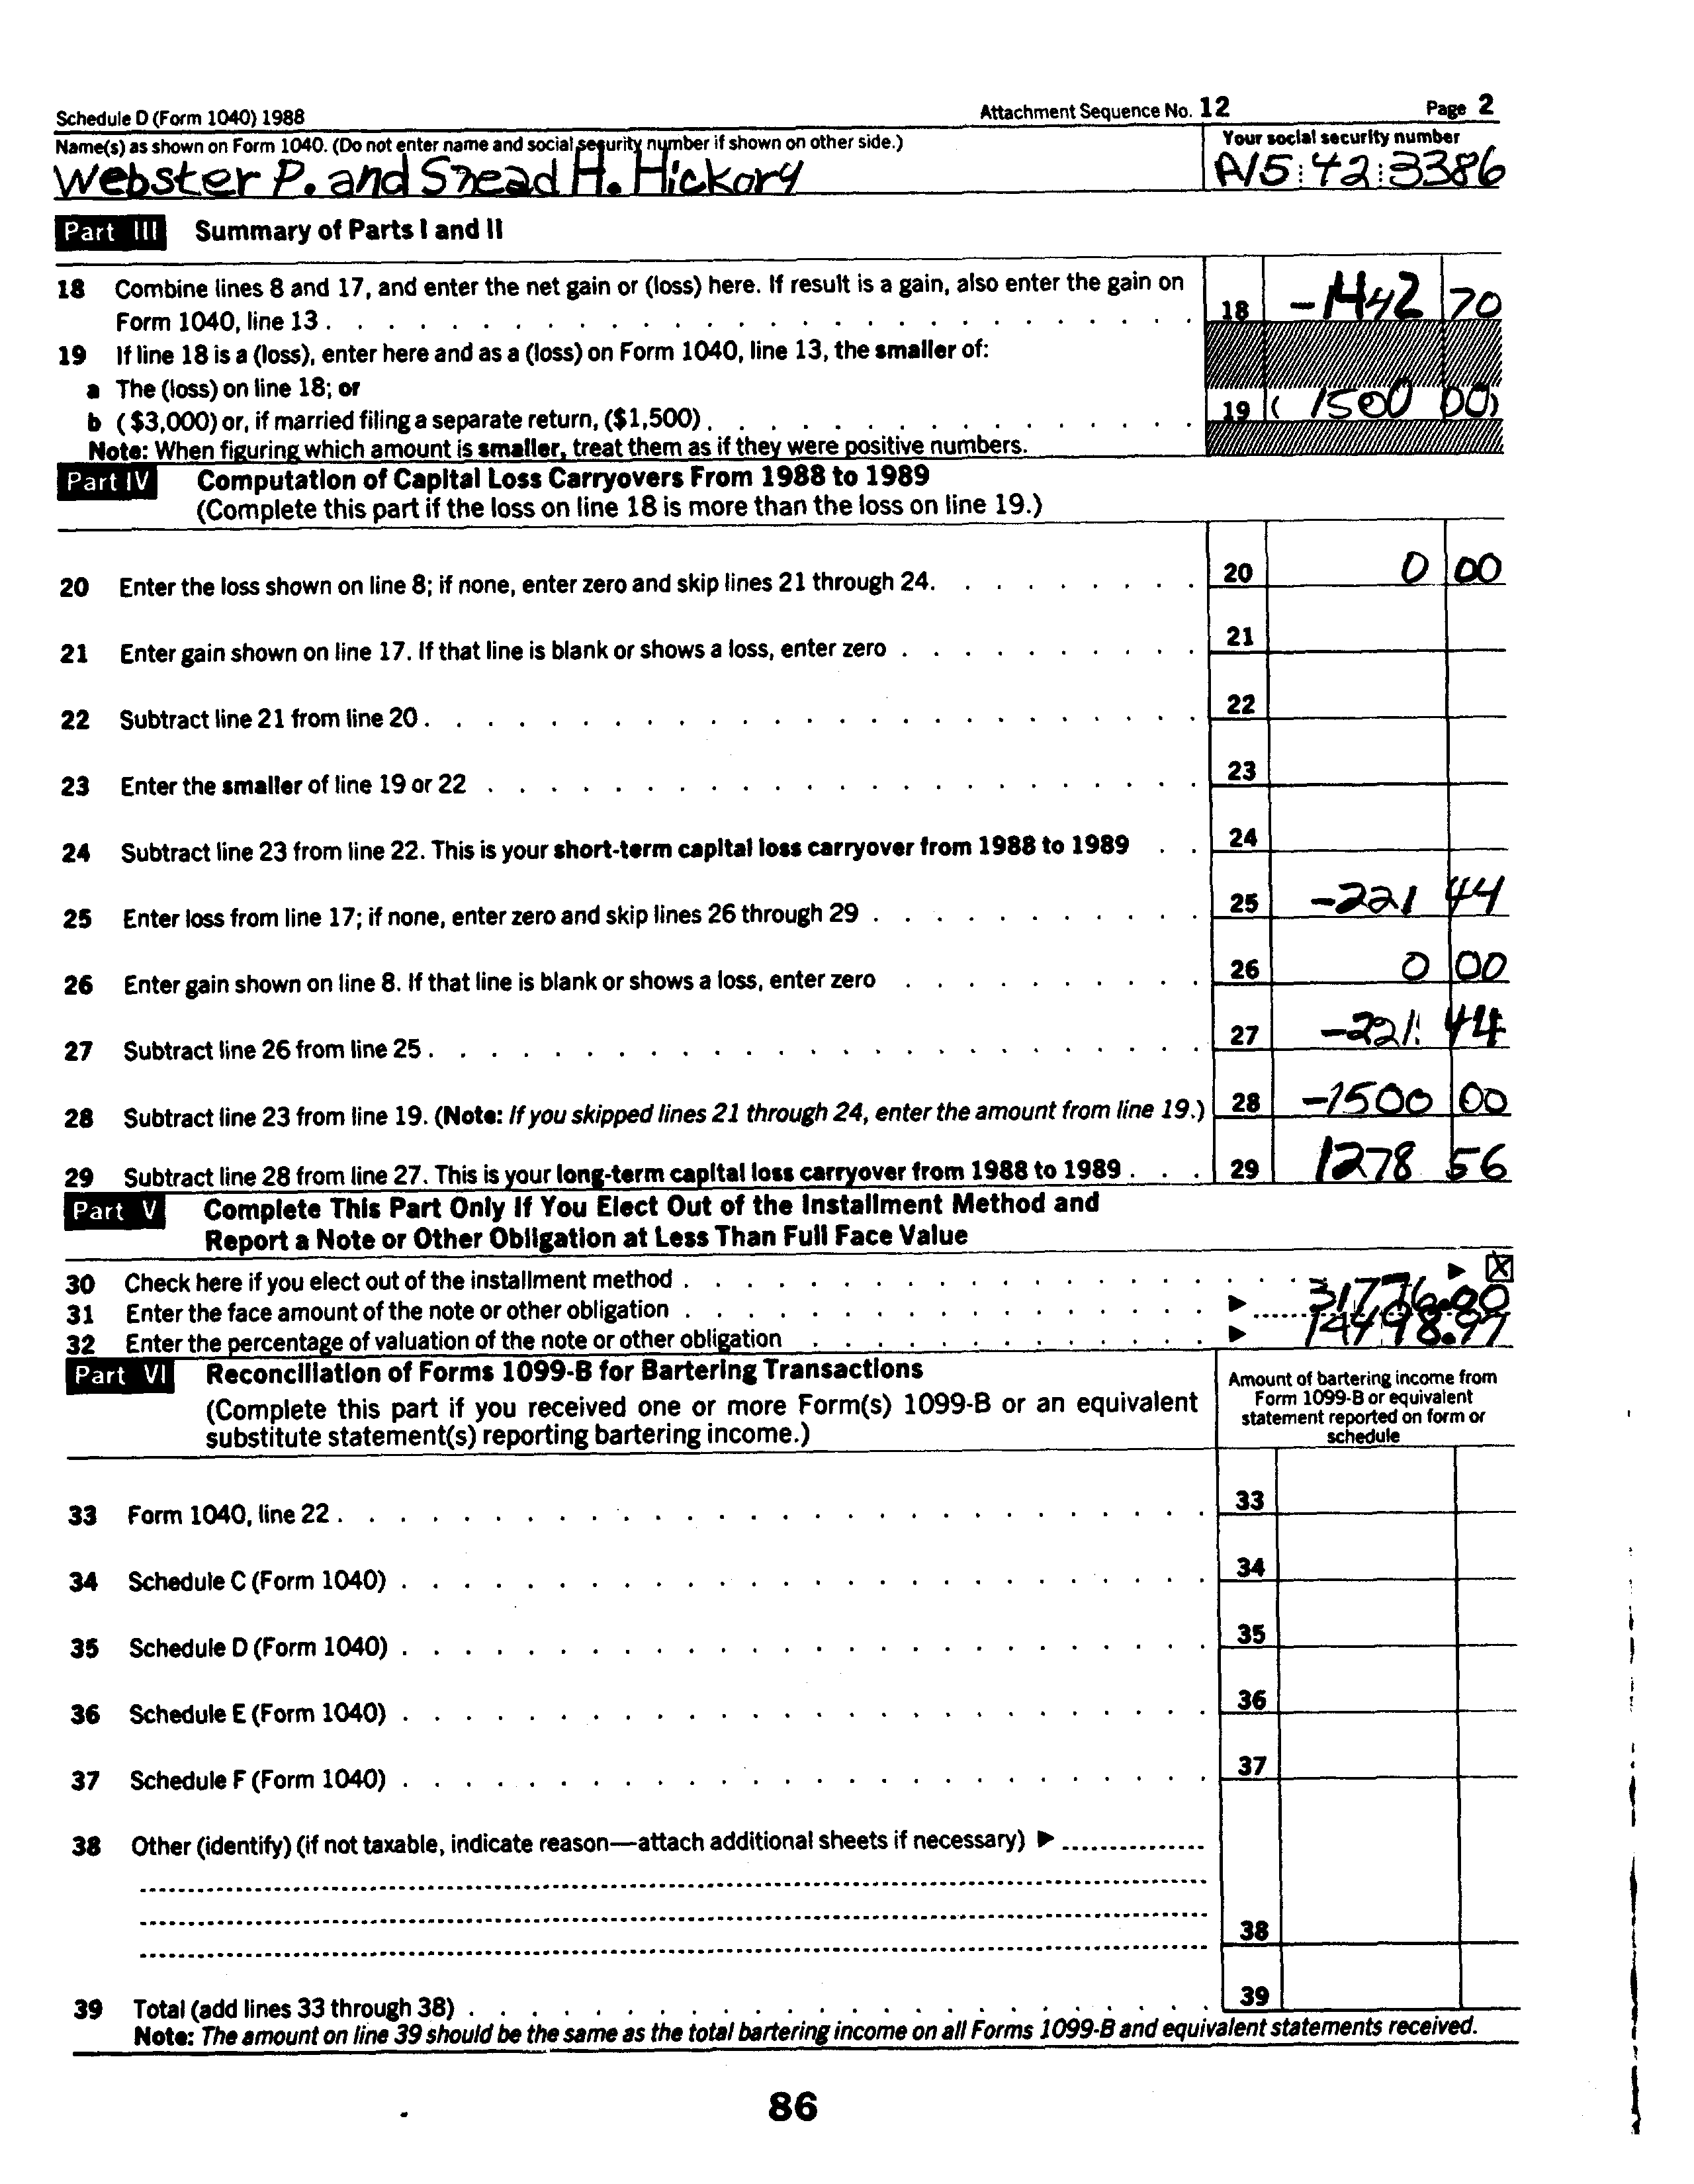 Schedule D (Form 1040) 1988 Attachment Sequence No. 12 Page 2
Name(s) as shown on Form 1040. (Do not enter name and social security number if shown on other side.) Your social security number
Webster P. and Snead H. Hickory 42 3386
Part III Summary of Parts I and II
18 Combine lines 8 and 17, and enter the net gain or (loss) here. If result is a gain, also enter the gain on
Form 1040, line 13 . . . 18 -1442 70
19 If line 18 is a (loss), enter here and as a (loss) on Form 1040, line 13, the smaller of:
a The (loss) on line 18; or
b ($3,000) or, if married filing a separate return, ($1,500) . . . 19 ( 1500 00)
Note: When figuring which amount is smaller, treat them as if they were positive numbers.
Part IV Computation of Capital Loss Carryovers From 1988 to 1989
(Complete this part if the loss on line 18 is more than the loss on line 19.)
20 Enter the loss shown on line 8; if none, enter zero and skip lines 21 through 24. . . . 20 0 00
21 Enter gain shown on line 17. If that line is blank or shows a loss, enter zero . . . 21
22 Subtract line 21 from line 20 . . . 22
23 Enter the smaller of line 19 or 22 . . . 23
24 Subtract line 23 from line 22. This is your short-term capital loss carryover from 1988 to 1989 . . 24
25 Enter loss from line 17; if none, enter zero and skip lines 26 through 29 . . . 25 -221 44
26 Enter gain shown on line 8. If that line is blank or shows a loss, enter zero . . . 26 0 00
27 Subtract line 26 from line 25 . . . 27 -221 44
28 Subtract line 23 from line 19. (Note: If you skipped lines 21 through 24, enter the amount from line 19.) 28 -1500 00
29 Subtract line 28 from line 27. This is your long-term capital loss carryover from 1988 to 1989 . . . 29 1278 56
Part V Complete This Part Only If You Elect Out of the Installment Method and
Report a Note or Other Obligation at Less Than Full Face Value
30 Check here if you elect out of the installment method . . . ► ☒
31 Enter the face amount of the note or other obligation . . . ► 31776.00
32 Enter the percentage of valuation of the note or other obligation . . . ► 14498.97
Part VI Reconciliation of Forms 1099-B for Bartering Transactions
(Complete this part if you received one or more Form(s) 1099-B or an equivalent
substitute statement(s) reporting bartering income.)
Amount of bartering income from
Form 1099-B or equivalent
statement reported on form or
schedule
33 Form 1040, line 22 . . . 33
34 Schedule C (Form 1040) . . . 34
35 Schedule D (Form 1040) . . . 35
36 Schedule E (Form 1040) . . . 36
37 Schedule F (Form 1040) . . . 37
38 Other (identify) (if not taxable, indicate reason—attach additional sheets if necessary) ►
38
39 Total (add lines 33 through 38) . . . 39
Note: The amount on line 39 should be the same as the total bartering income on all Forms 1099-B and equivalent statements received.
86